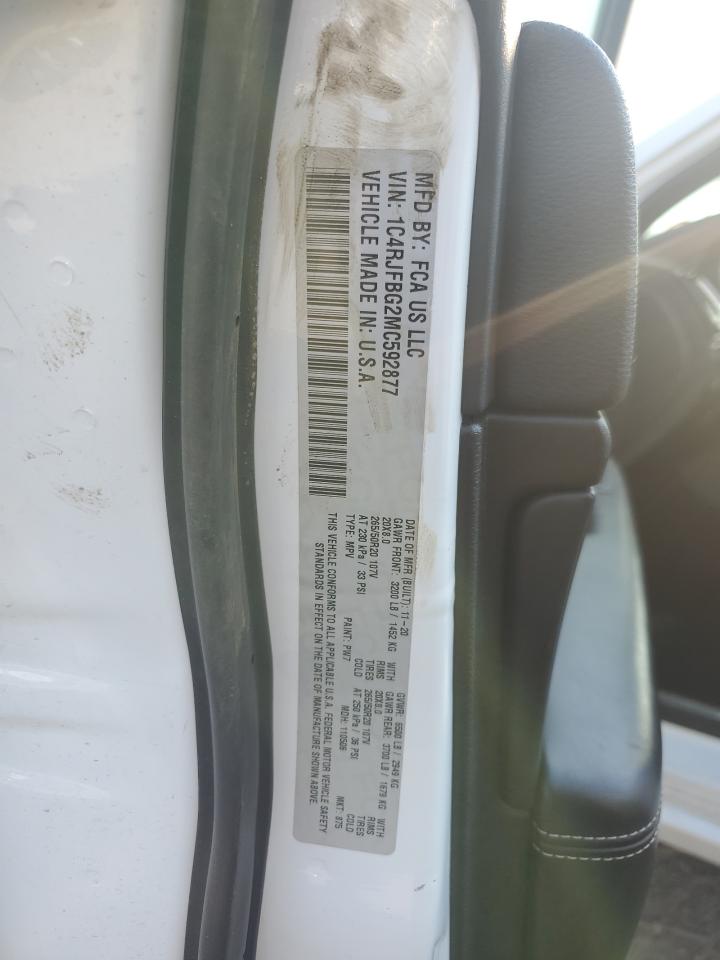 MFD BY: FCA US LLC
VIN: 1C4RJFBG2MC592877
VEHICLE MADE IN: U.S.A.
DATE OF MFR (BUILT): 11-20 GVWR: 6500 LB / 2949 KG
GAWR FRONT: 3200 LB / 1452 KG WITH GAWR REAR: 3700 LB / 1679 KG WITH
20X8.0 RIMS 20X8.0 RIMS
265/50R20 107V TIRES 265/50R20 107V TIRES
AT 230 kPa / 33 PSI COLD AT 250 kPa / 36 PSI COLD
TYPE: MPV PAINT: PW7 MDH: 110509 MKT: 875
THIS VEHICLE CONFORMS TO ALL APPLICABLE U.S.A. FEDERAL MOTOR VEHICLE SAFETY
STANDARDS IN EFFECT ON THE DATE OF MANUFACTURE SHOWN ABOVE.